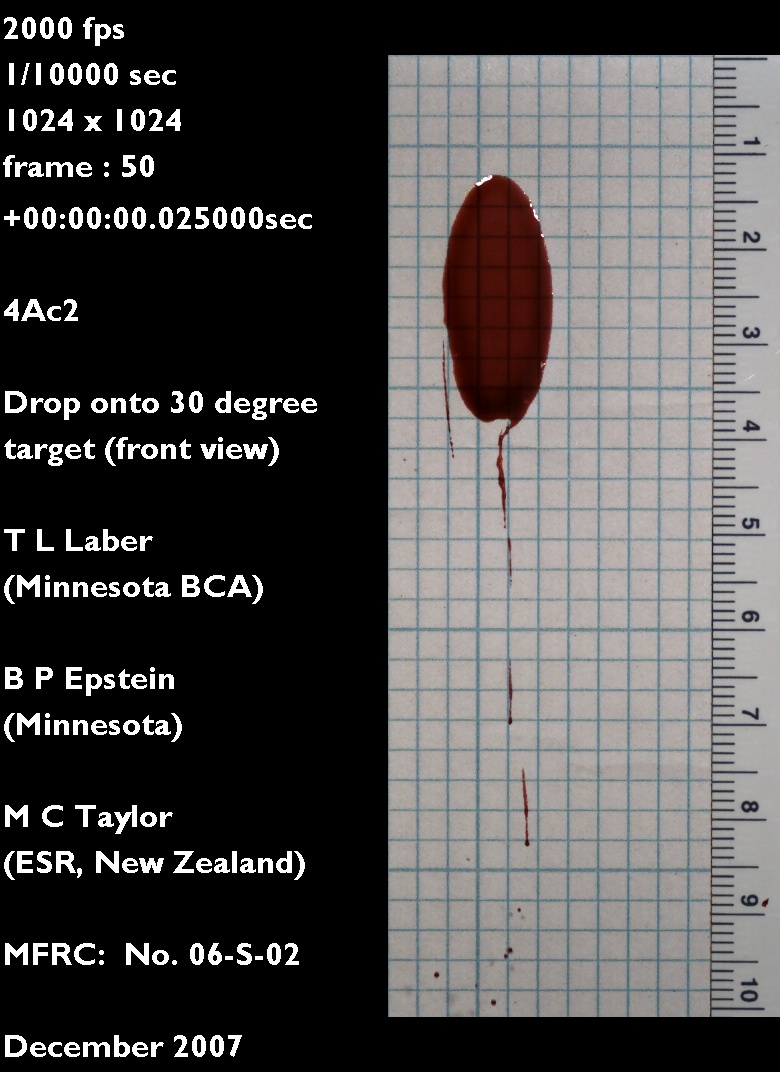 2000 fps
1/10000 sec
1024 x 1024
frame : 50
+00:00:00.025000sec
4Ac2
Drop onto 30 degree
target (front view)
T L Laber
(Minnesota BCA)
B P Epstein
(Minnesota)
M C Taylor
(ESR, New Zealand)
MFRC:  No. 06-S-02
December 2007
1
2
3
4
5
6
7
8
9
10